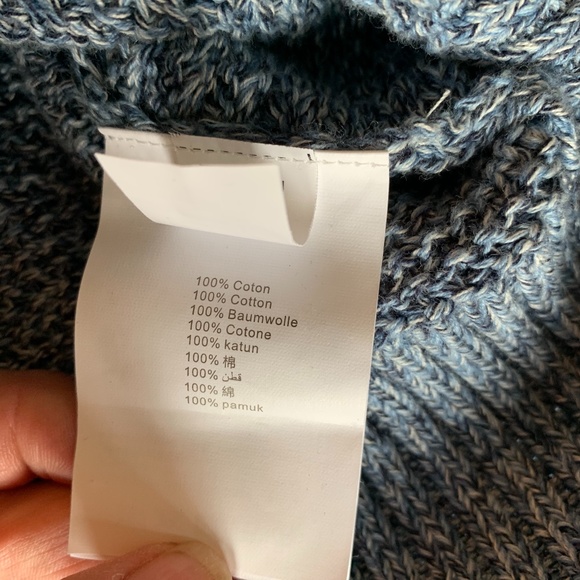 100% Coton
100% Cotton
100% Baumwolle
100% Cotone
100% katun
100% 棉
100% قطن
100% 綿
100% pamuk